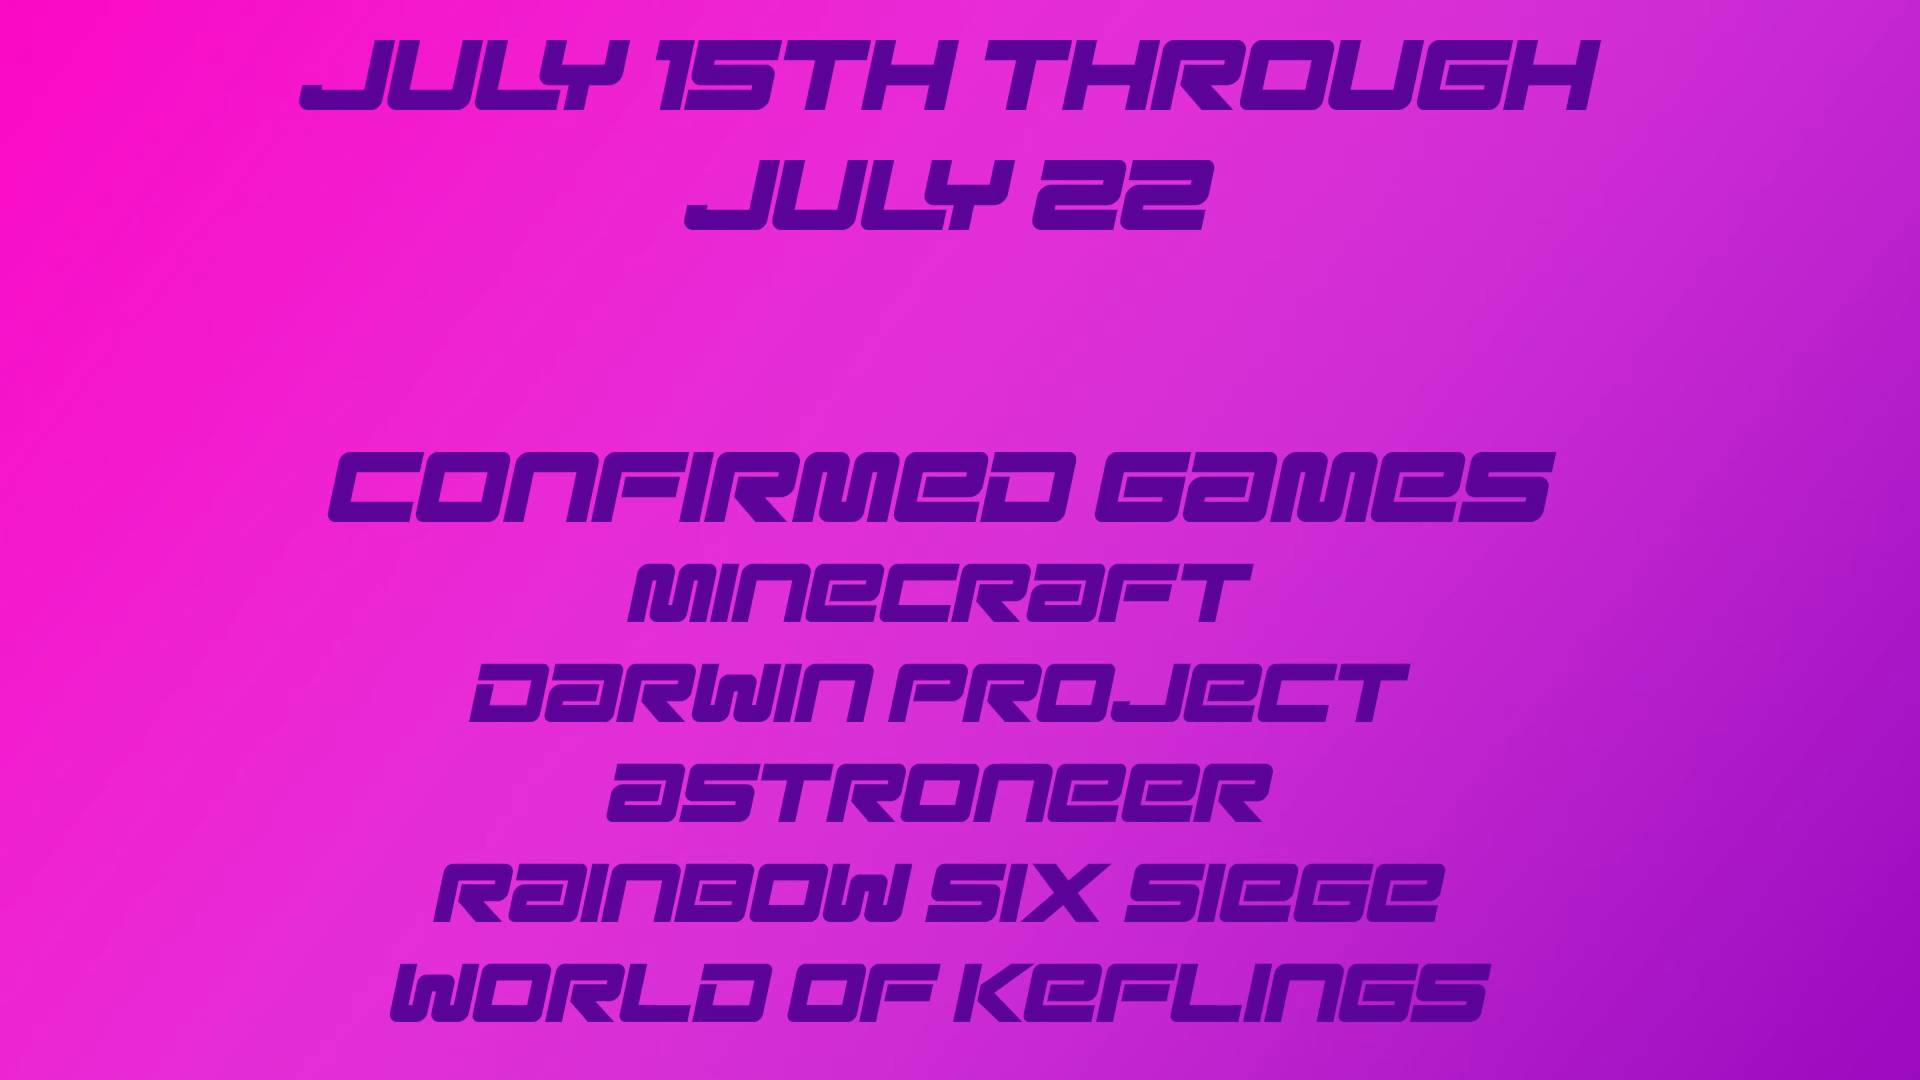 JULY 15TH THROUGH
JULY 22
CONFIRMED GAMES
MINECRAFT
DARWIN PROJECT
ASTRONEER
RAINBOW SIX SIEGE
WORLD OF KEFLINGS